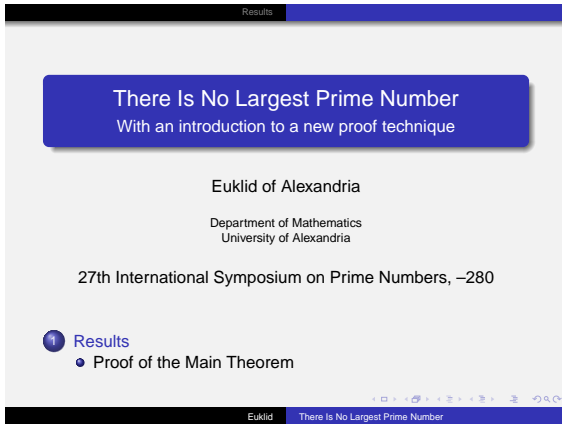 Results
There Is No Largest Prime Number
With an introduction to a new proof technique
Euklid of Alexandria
Department of Mathematics
University of Alexandria
27th International Symposium on Prime Numbers, –280
1 Results
Proof of the Main Theorem
Euklid There Is No Largest Prime Number